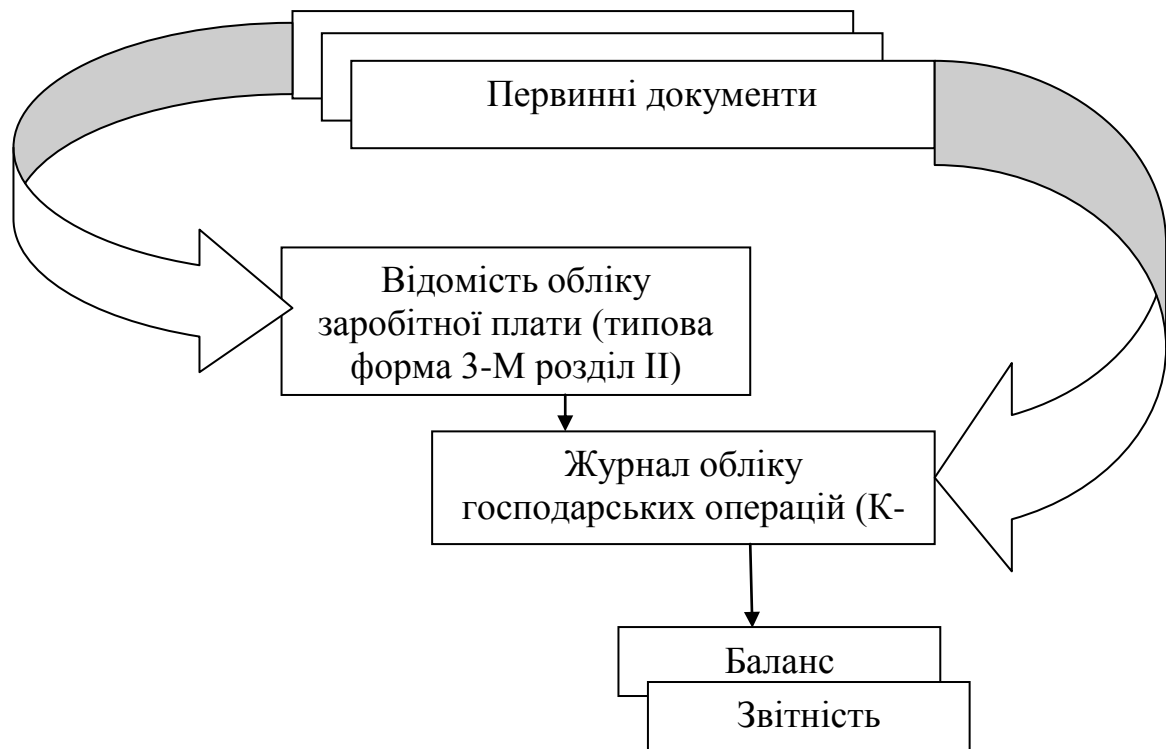 Первинні документи
Відомість обліку
заробітної плати (типова
форма 3-М розділ ІІ)
Журнал обліку
господарських операцій (К-
Баланс
Звітність